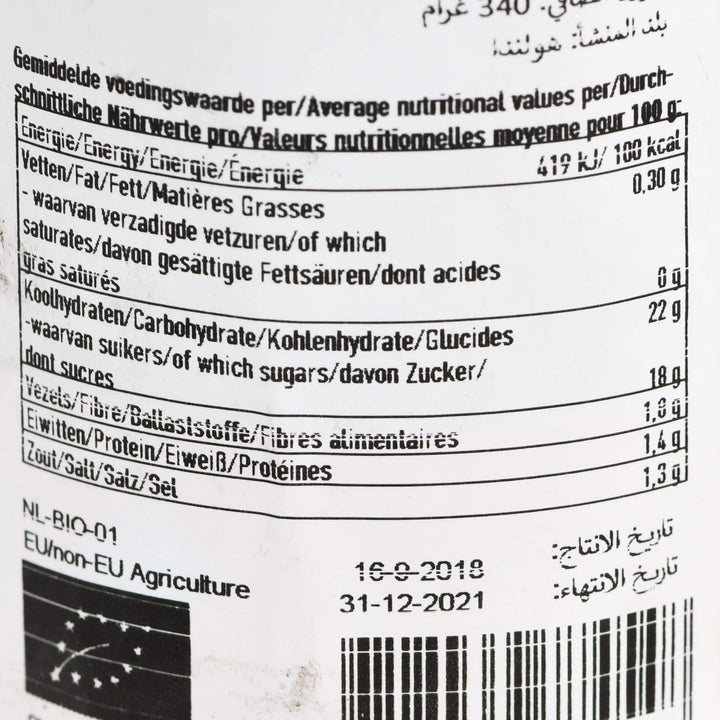 الصافي: 340 غرام
بلد المنشأ: هولندا
Gemiddelde voedingswaarde per/Average nutritional values per/Durch-
schnittliche Nährwerte pro/Valeurs nutritionnelles moyenne pour 100 g:
Energie/Energy/Energie/Énergie 419 kJ/ 100 kcal
Vetten/Fat/Fett/Matières Grasses 0,30 g
- waarvan verzadigde vetzuren/of which
saturates/davon gesättigte Fettsäuren/dont acides
gras saturés 0 g
Koolhydraten/Carbohydrate/Kohlenhydrate/Glucides 22 g
-waarvan suikers/of which sugars/davon Zucker/
dont sucres 18 g
Vezels/Fibre/Ballaststoffe/Fibres alimentaires 1,8 g
Eiwitten/Protein/Eiweiß/Protéines 1,4 g
Zout/Salt/Salz/Sel 1,3 g
NL-BIO-01
EU/non-EU Agriculture
تاريخ الانتاج: 16-9-2018
تاريخ الانتهاء: 31-12-2021